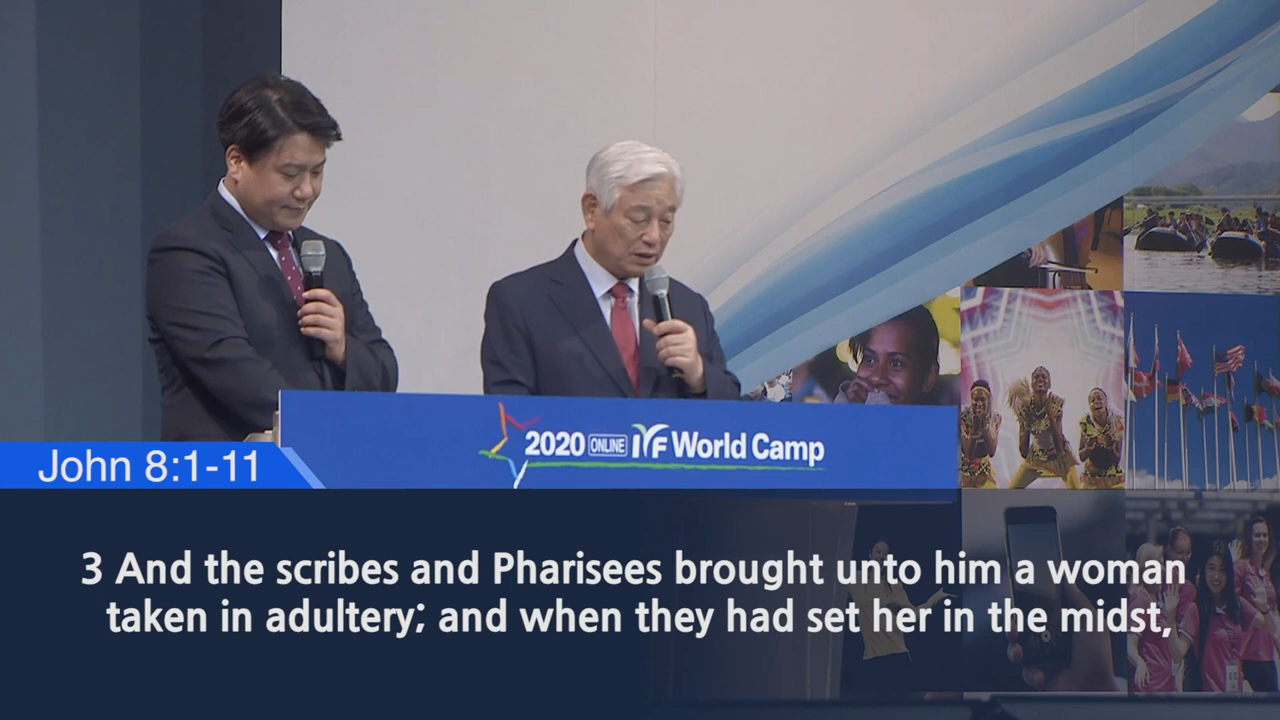 2020 ONLINE IYF World Camp
John 8:1-11
3 And the scribes and Pharisees brought unto him a woman
taken in adultery; and when they had set her in the midst,